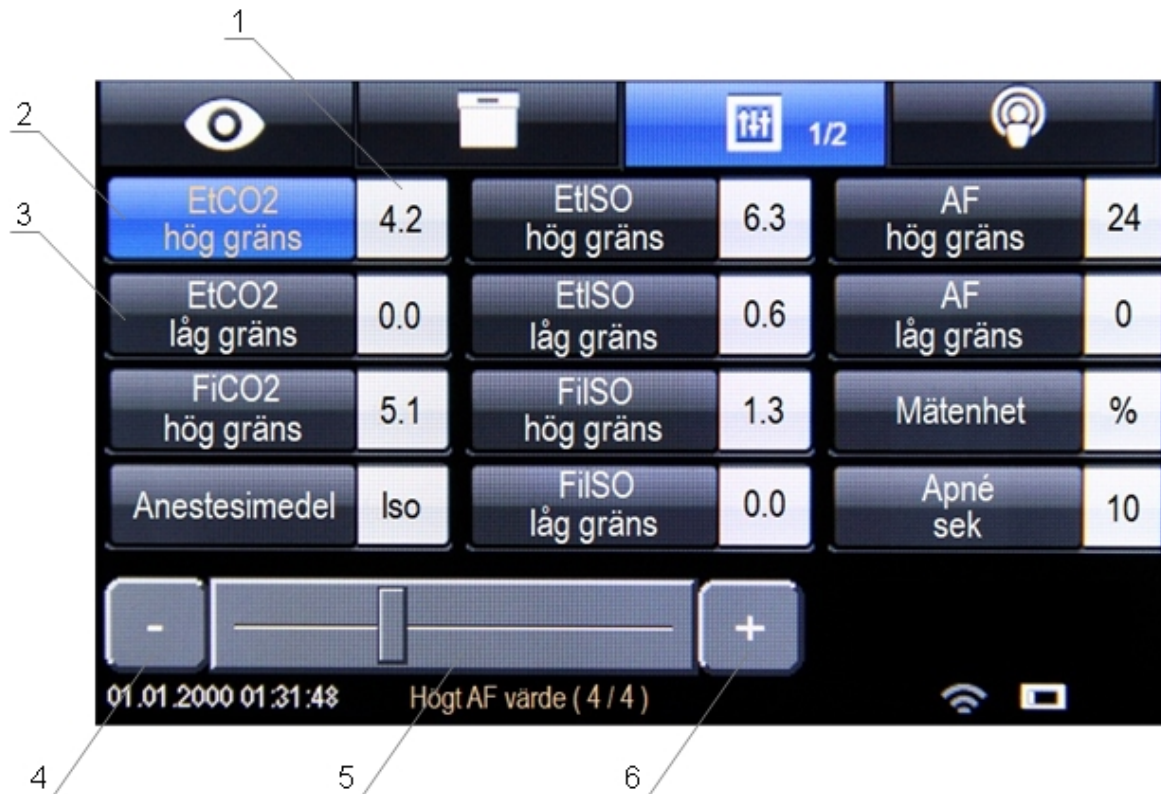 1
2
3
1/2
EtCO2
hög gräns
4.2
EtISO
hög gräns
6.3
AF
hög gräns
24
EtCO2
låg gräns
0.0
EtISO
låg gräns
0.6
AF
låg gräns
0
FiCO2
hög gräns
5.1
FiISO
hög gräns
1.3
Mätenhet
%
Anestesimedel
Iso
FiISO
låg gräns
0.0
Apné
sek
10
-
+
01.01.2000 01:31:48
Högt AF värde ( 4 / 4 )
4
5
6